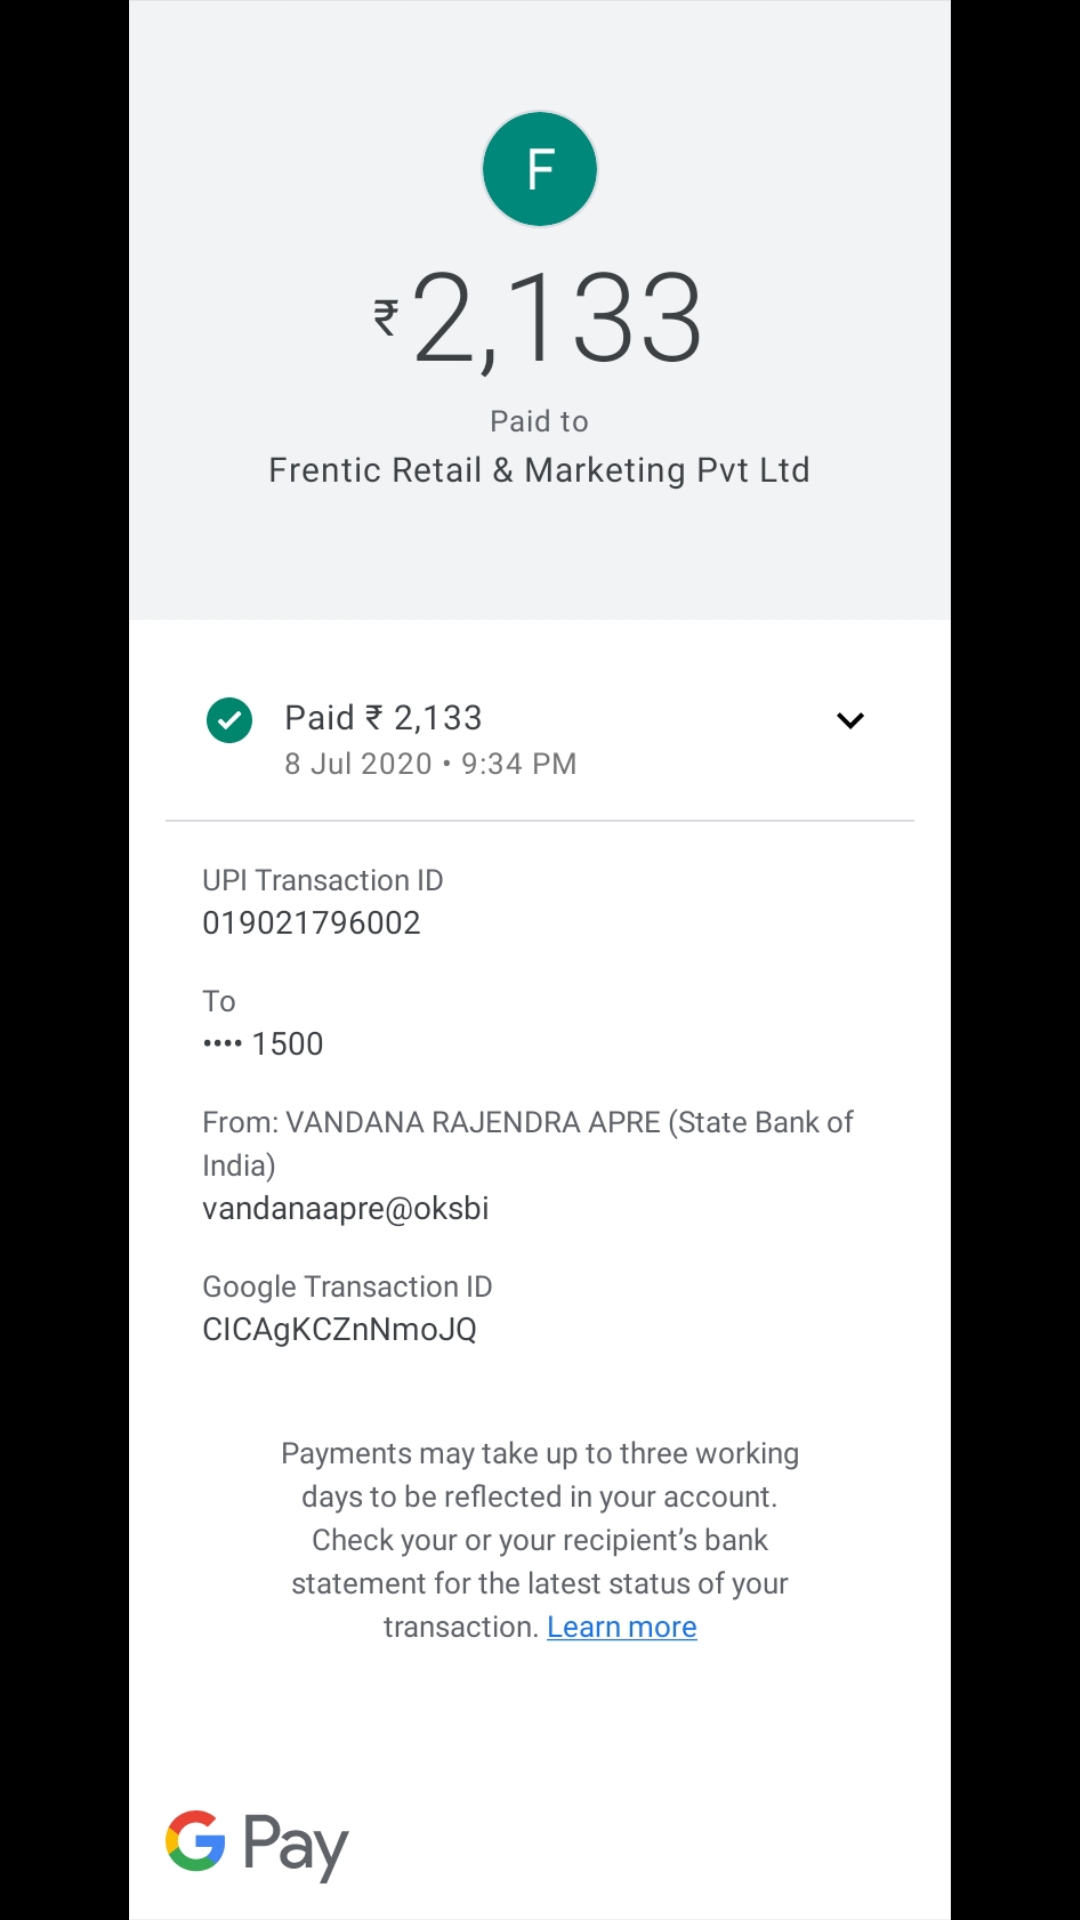 F
₹2,133
Paid to
Frentic Retail & Marketing Pvt Ltd
Paid ₹ 2,133
8 Jul 2020 • 9:34 PM
UPI Transaction ID
019021796002
To
•••• 1500
From: VANDANA RAJENDRA APRE (State Bank of
India)
vandanaapre@oksbi
Google Transaction ID
CICAgKCZnNmoJQ
Payments may take up to three working
days to be reflected in your account.
Check your or your recipient’s bank
statement for the latest status of your
transaction. Learn more
G Pay